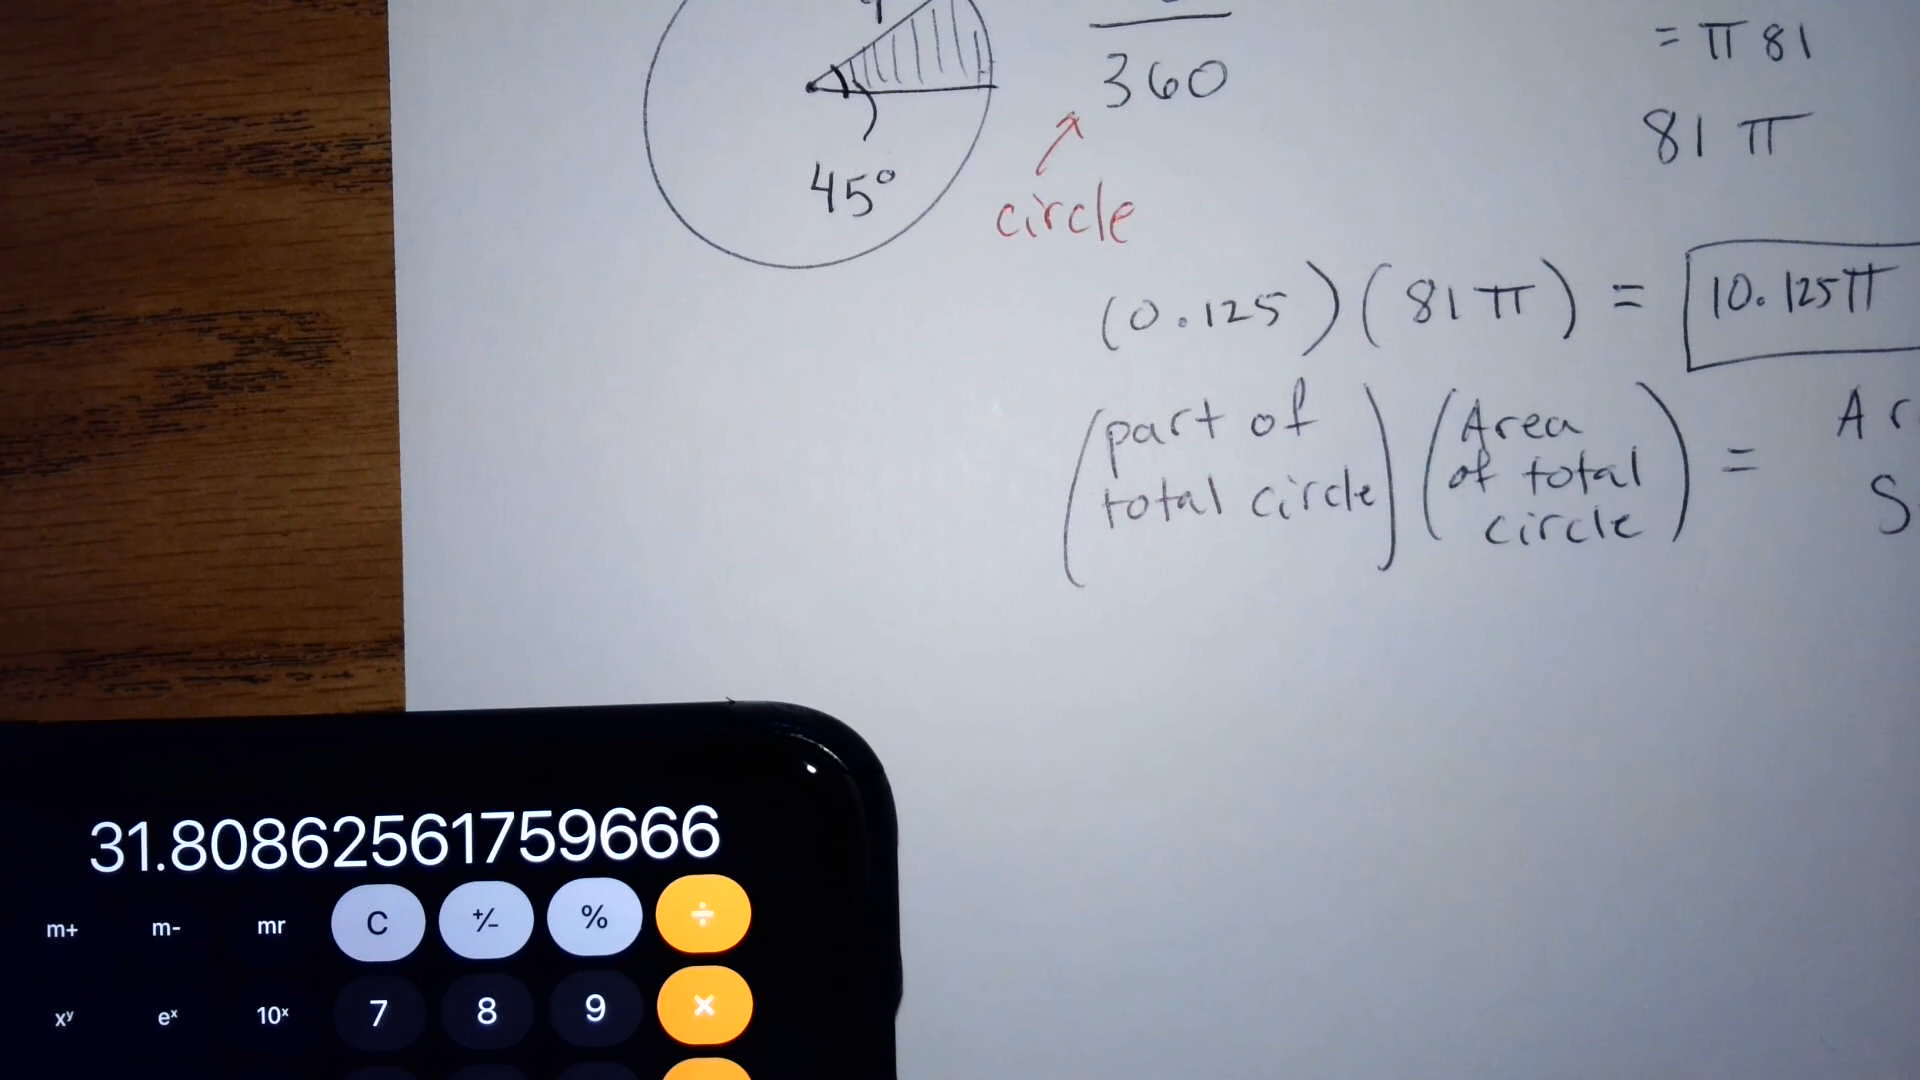 360
= π 81
81 π
45°
circle
(0.125)(81π) = 10.125π
(part of total circle)(Area of total circle) =
31.80862561759666
m+ m- mr C +/- % ÷
xʸ eˣ 10ˣ 7 8 9 ×